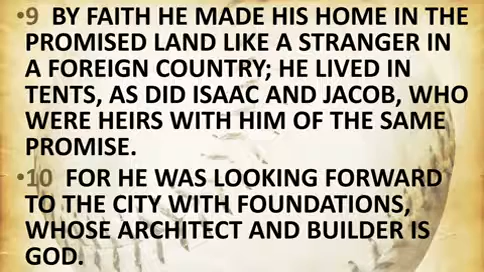 •9 BY FAITH HE MADE HIS HOME IN THE
PROMISED LAND LIKE A STRANGER IN
A FOREIGN COUNTRY; HE LIVED IN
TENTS, AS DID ISAAC AND JACOB, WHO
WERE HEIRS WITH HIM OF THE SAME
PROMISE.
•10 FOR HE WAS LOOKING FORWARD
TO THE CITY WITH FOUNDATIONS,
WHOSE ARCHITECT AND BUILDER IS
GOD.